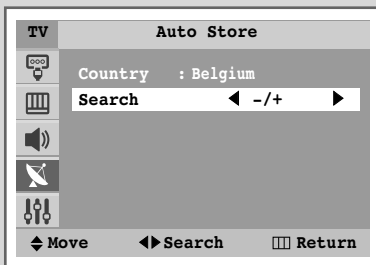 TV Auto Store
Country : Belgium
Search ◀ -/+ ▶
Move Search Return